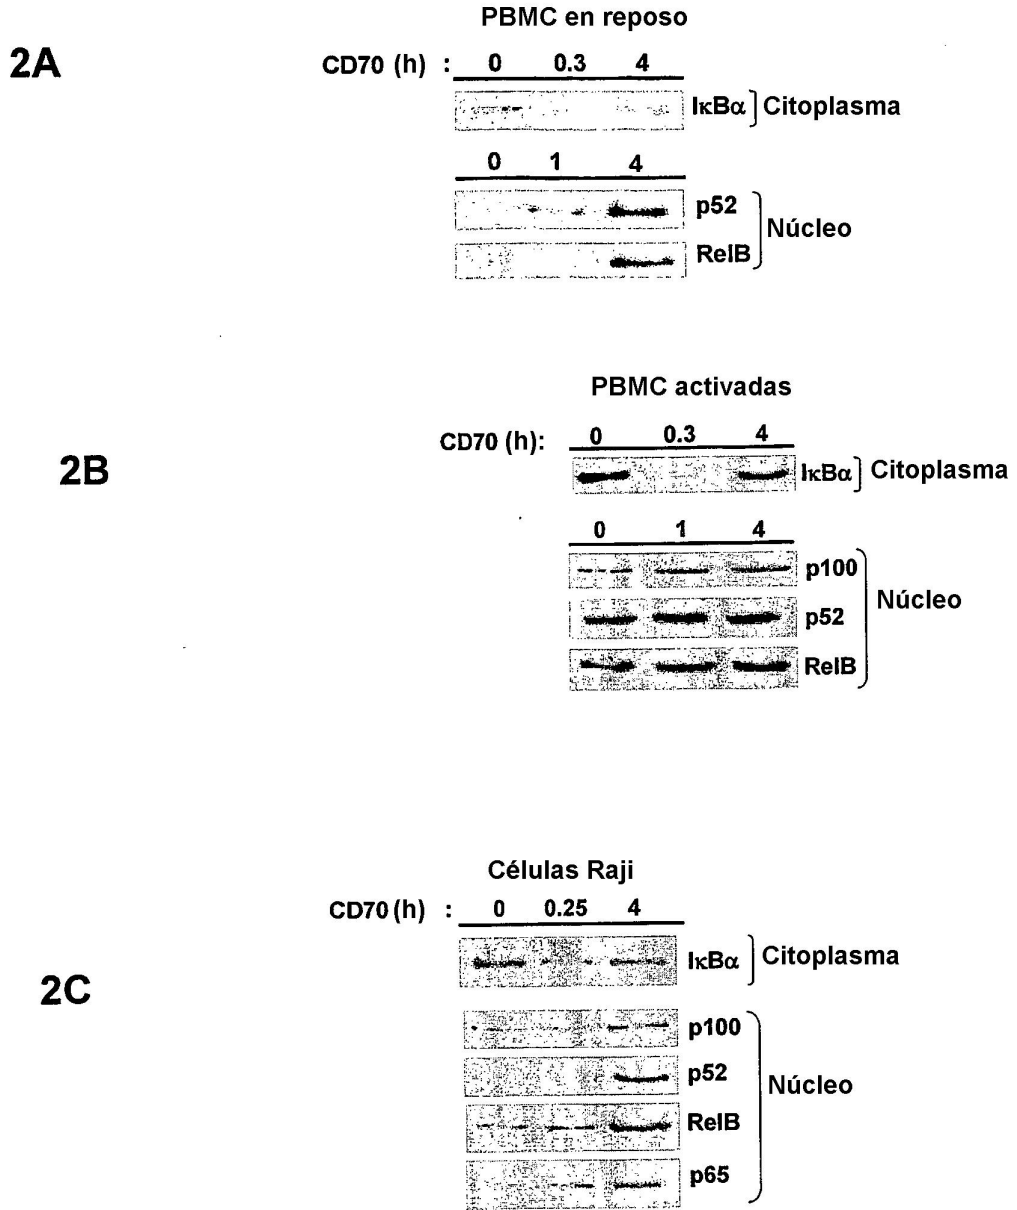 PBMC en reposo
2A
CD70 (h) : 0 0.3 4
IκBα ] Citoplasma
0 1 4
p52
Núcleo
RelB
PBMC activadas
CD70 (h): 0 0.3 4
2B
IκBα ] Citoplasma
0 1 4
p100
Núcleo
p52
RelB
Células Raji
CD70 (h) : 0 0.25 4
IκBα ] Citoplasma
2C
p100
p52
Núcleo
RelB
p65